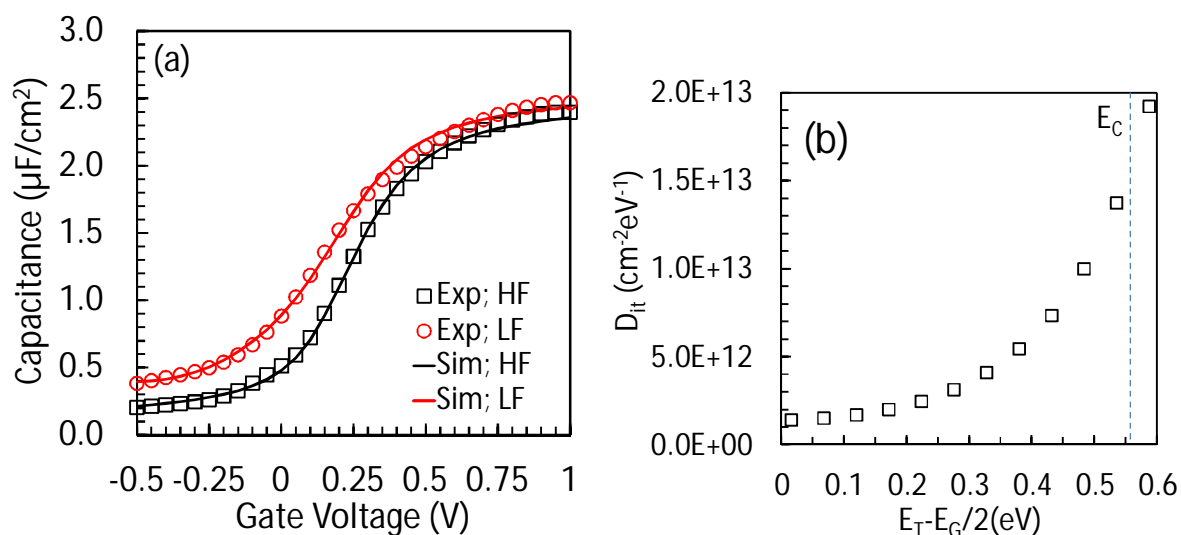 (a)
Capacitance (µF/cm²)
3.0
2.5
2.0
1.5
1.0
0.5
0.0
Exp; HF
Exp; LF
Sim; HF
Sim; LF
-0.5 -0.25 0 0.25 0.5 0.75 1
Gate Voltage (V)
(b)
E_C
D_it (cm⁻²eV⁻¹)
2.0E+13
1.5E+13
1.0E+13
5.0E+12
0.0E+00
0 0.1 0.2 0.3 0.4 0.5 0.6
E_T-E_G/2(eV)